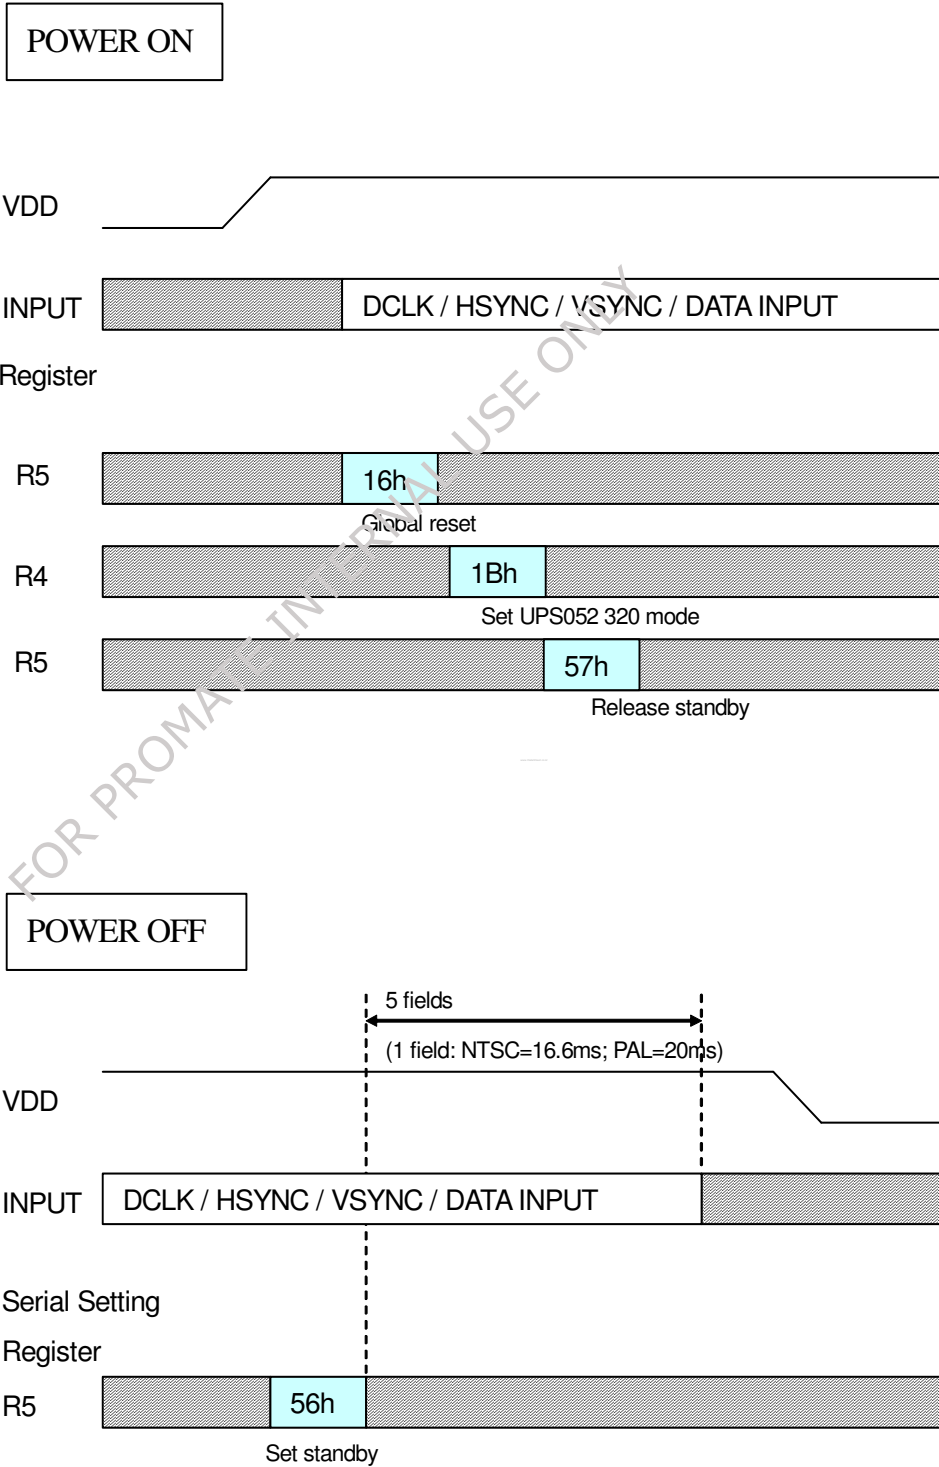 POWER ON
VDD
INPUT
DCLK / HSYNC / VSYNC / DATA INPUT
Register
R5
16h
Global reset
R4
1Bh
Set UPS052 320 mode
R5
57h
Release standby
FOR PROMATE INTERNAL USE ONLY
POWER OFF
5 fields
(1 field: NTSC=16.6ms; PAL=20ms)
VDD
INPUT
DCLK / HSYNC / VSYNC / DATA INPUT
Serial Setting
Register
R5
56h
Set standby